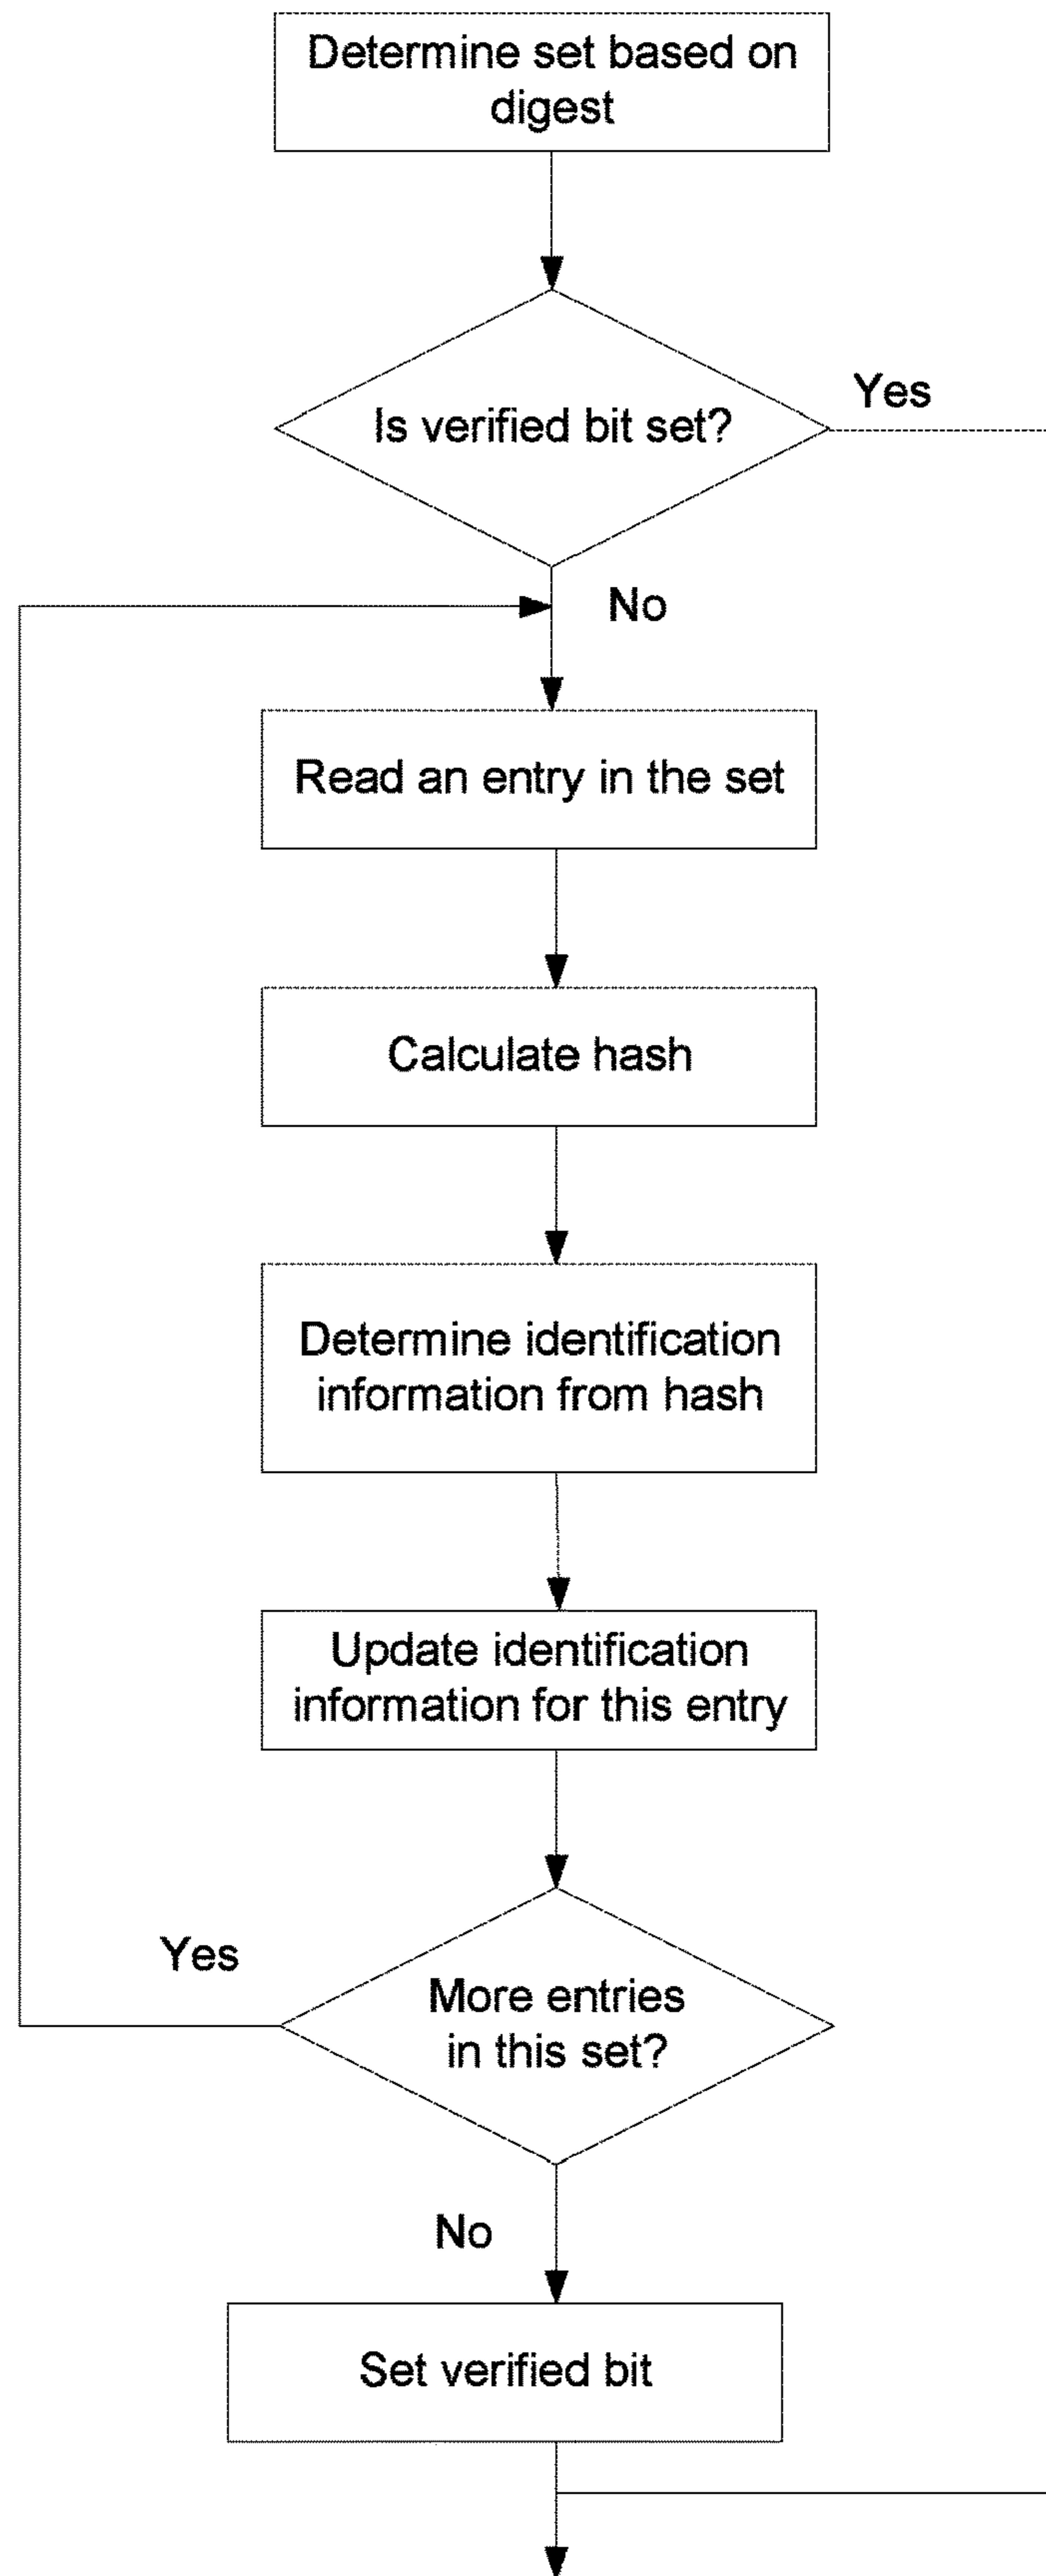 Determine set based on
digest
Is verified bit set?
Yes
No
Read an entry in the set
Calculate hash
Determine identification
information from hash
Update identification
information for this entry
Yes
More entries
in this set?
No
Set verified bit